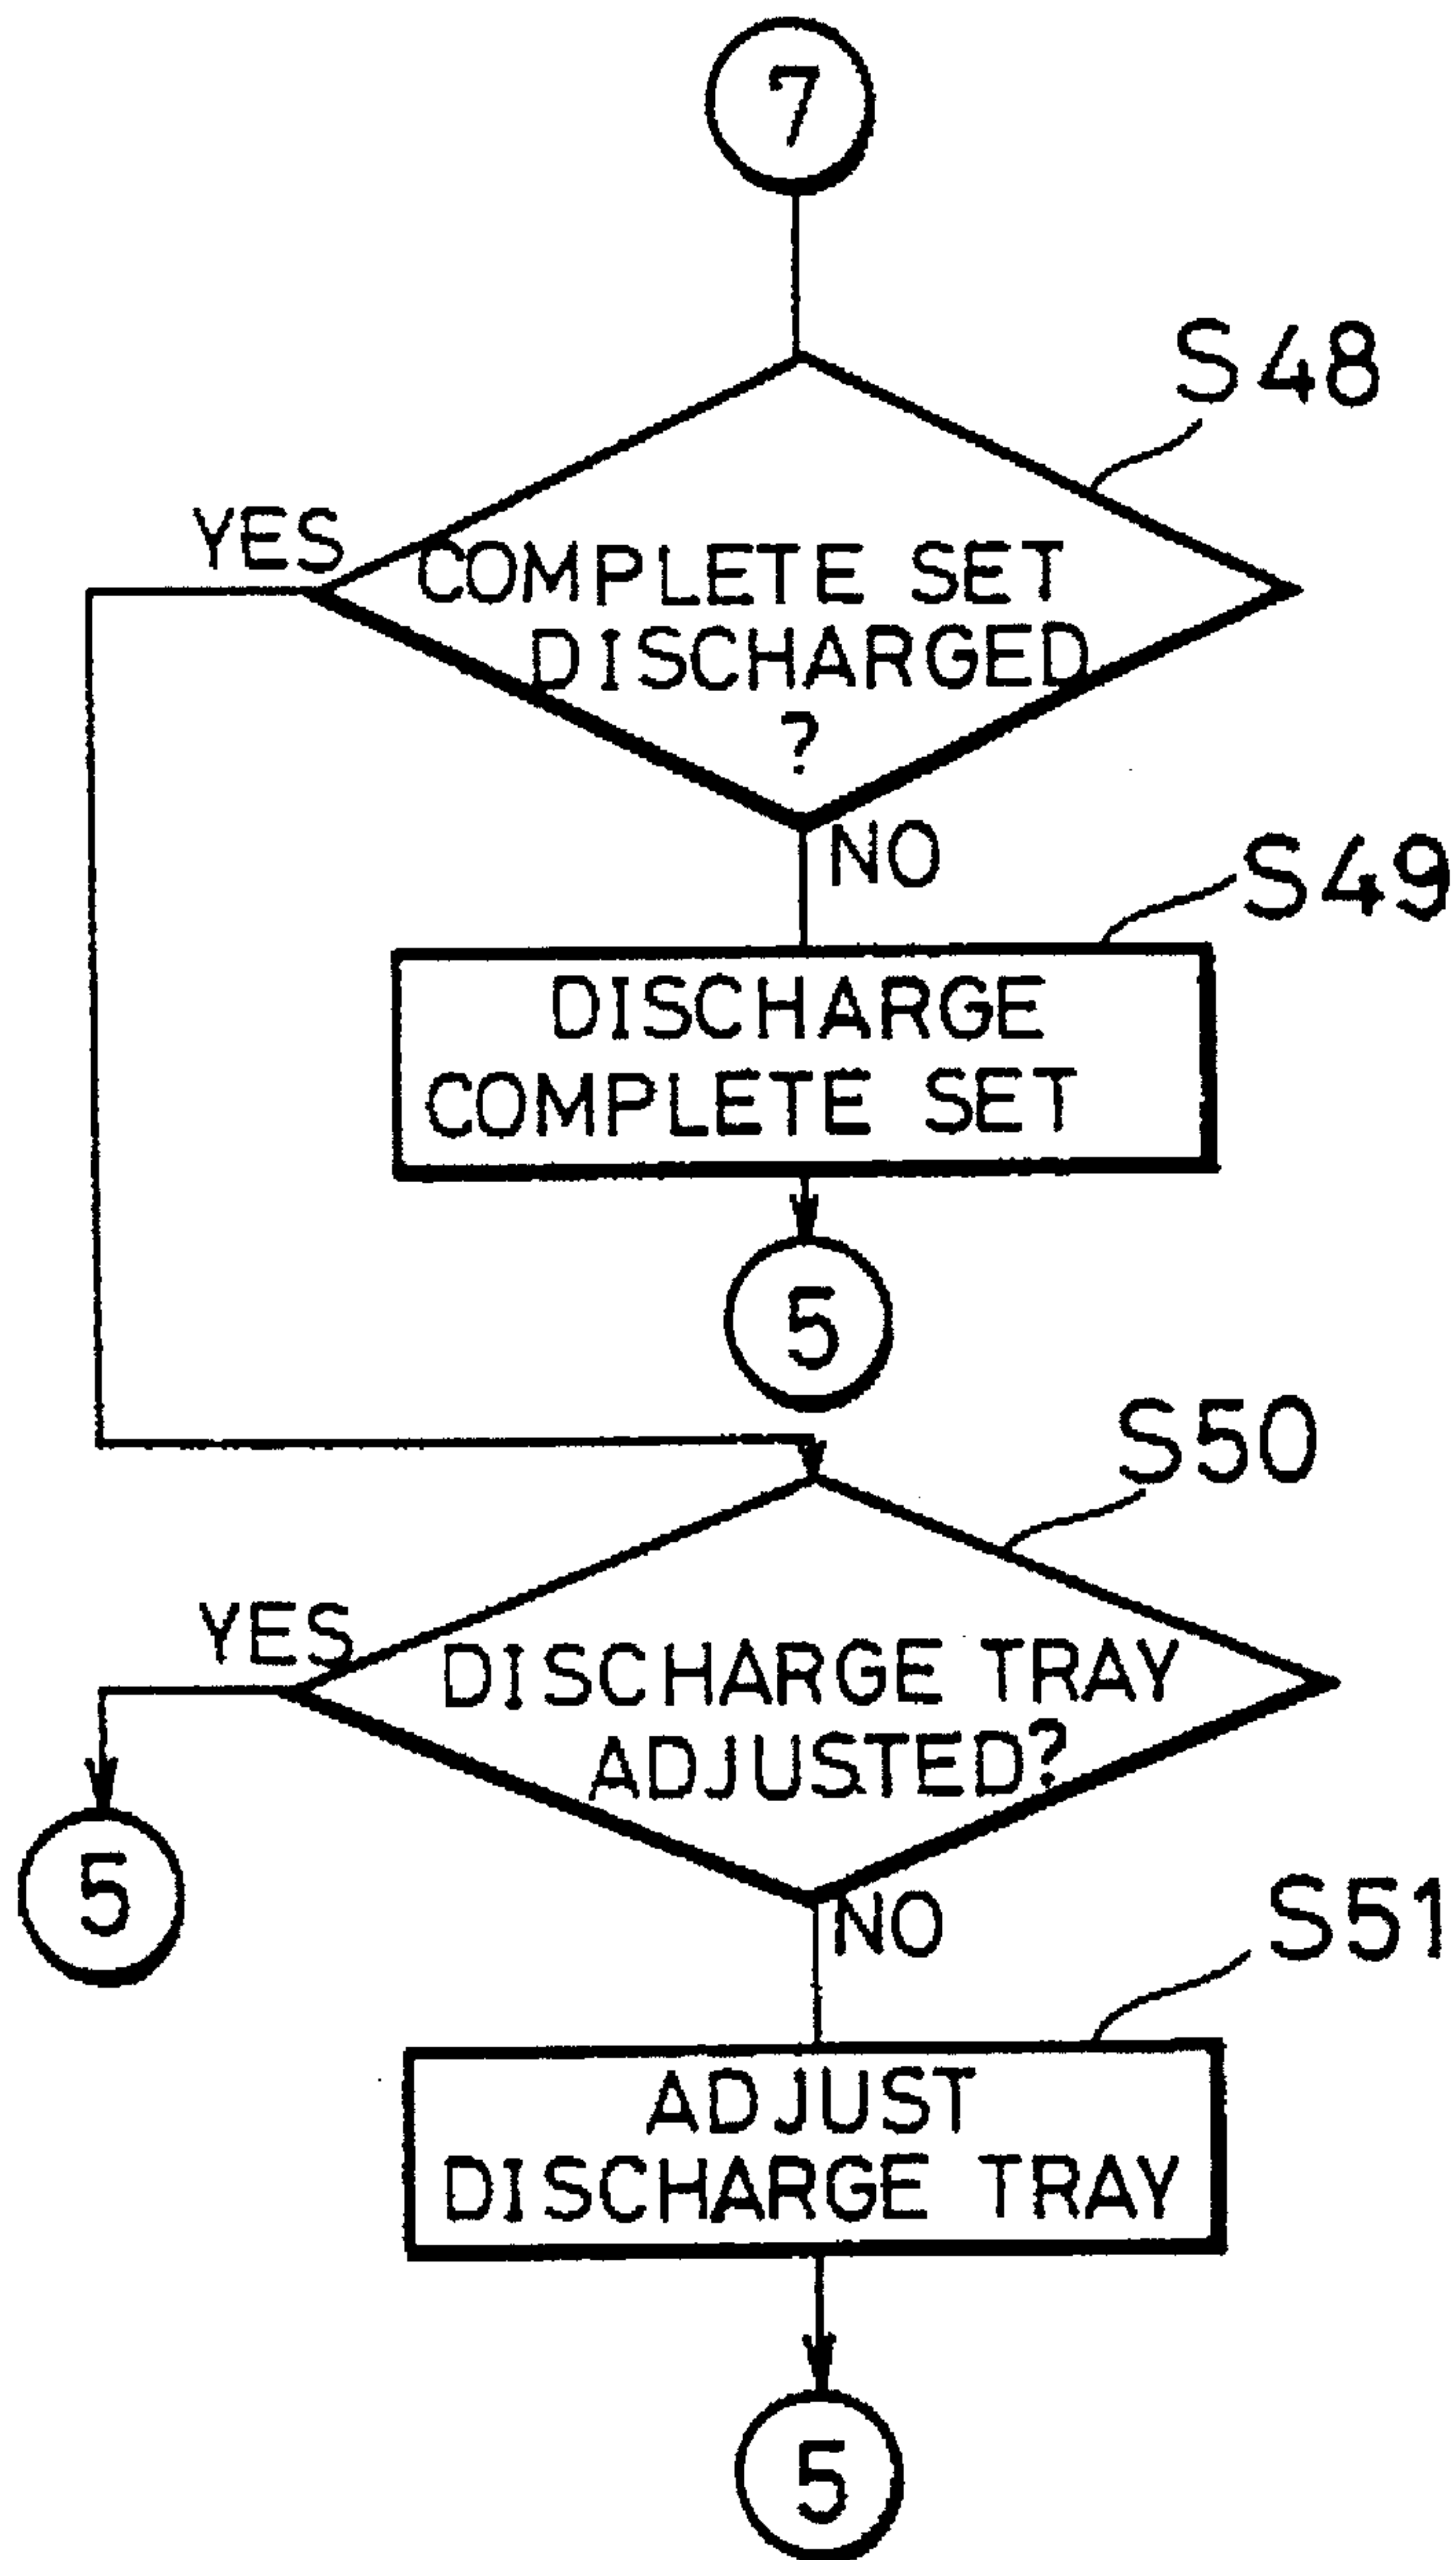 7
S48
YES
COMPLETE SET
DISCHARGED
?
NO
S49
DISCHARGE
COMPLETE SET
5
S50
YES
DISCHARGE TRAY
ADJUSTED?
5
NO
S51
ADJUST
DISCHARGE TRAY
5